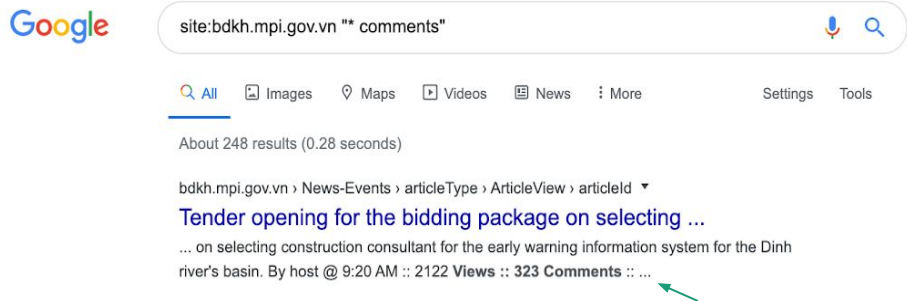 Google
site:bdkh.mpi.gov.vn "* comments"
All Images Maps Videos News More Settings Tools
About 248 results (0.28 seconds)
bdkh.mpi.gov.vn › News-Events › articleType › ArticleView › articleId
Tender opening for the bidding package on selecting ...
... on selecting construction consultant for the early warning information system for the Dinh
river's basin. By host @ 9:20 AM :: 2122 Views :: 323 Comments :: ...